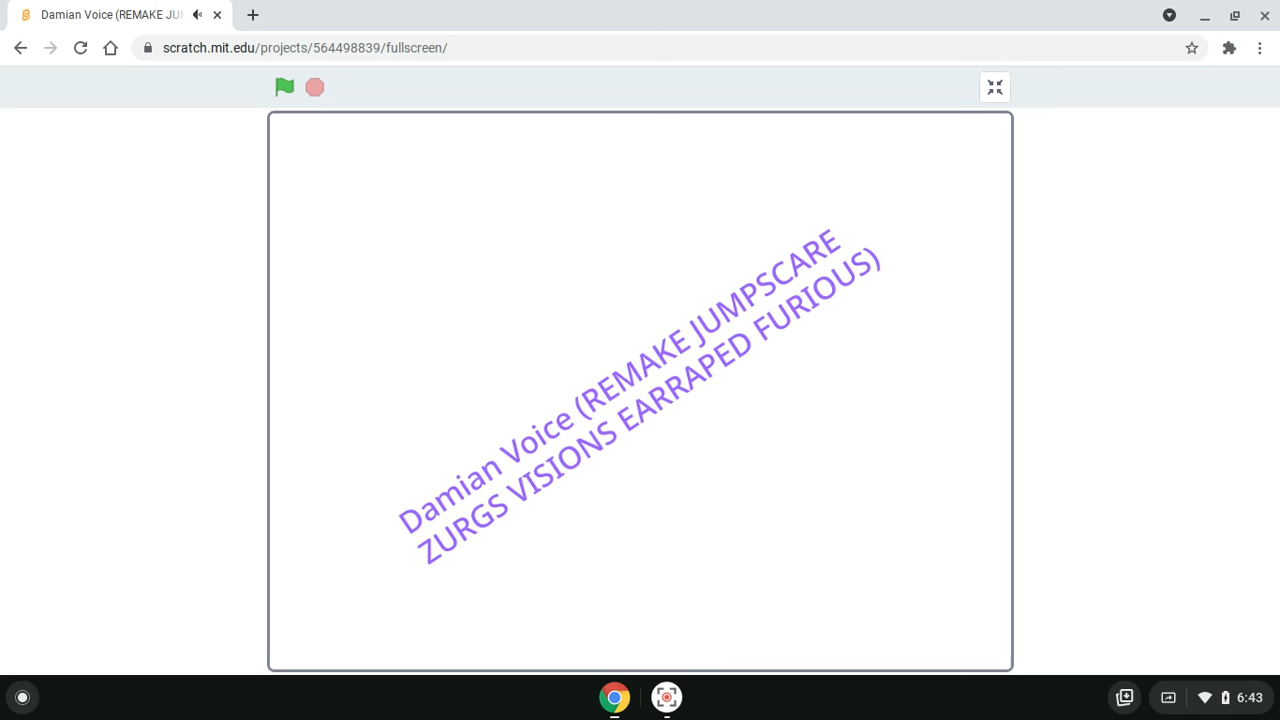 Damian Voice (REMAKE JU
scratch.mit.edu/projects/564498839/fullscreen/
Damian Voice (REMAKE JUMPSCARE
ZURGS VISIONS EARRAPED FURIOUS)
6:43